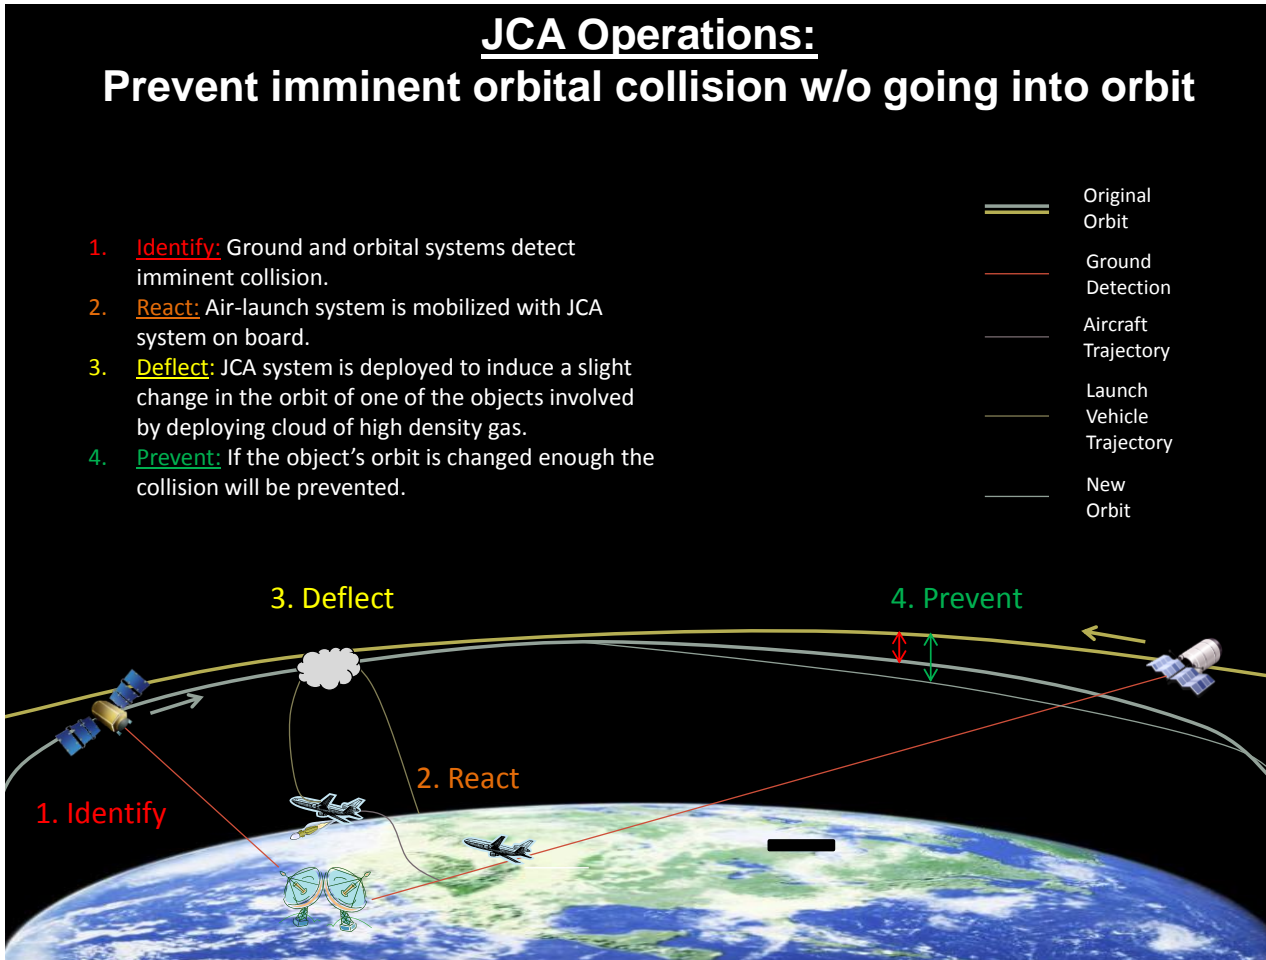 JCA Operations:
Prevent imminent orbital collision w/o going into orbit
1. Identify: Ground and orbital systems detect
imminent collision.
2. React: Air-launch system is mobilized with JCA
system on board.
3. Deflect: JCA system is deployed to induce a slight
change in the orbit of one of the objects involved
by deploying cloud of high density gas.
4. Prevent: If the object’s orbit is changed enough the
collision will be prevented.
Original
Orbit
Ground
Detection
Aircraft
Trajectory
Launch
Vehicle
Trajectory
New
Orbit
3. Deflect
4. Prevent
2. React
1. Identify